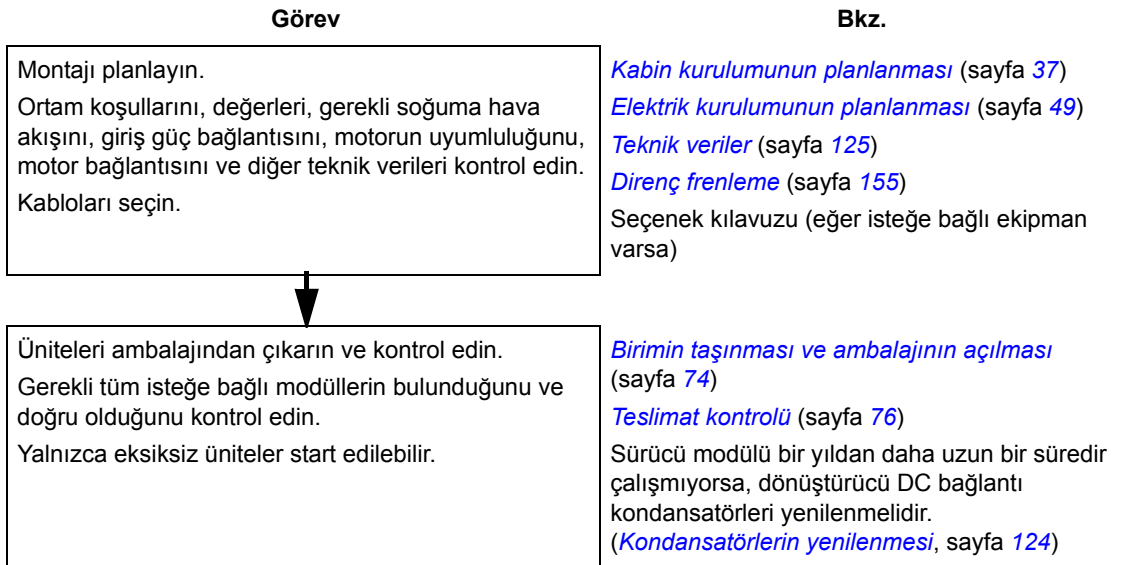 Görev
Bkz.
Montajı planlayın.
Ortam koşullarını, değerleri, gerekli soğuma hava
akışını, giriş güç bağlantısını, motorun uyumluluğunu,
motor bağlantısını ve diğer teknik verileri kontrol edin.
Kabloları seçin.
Kabin kurulumunun planlanması (sayfa 37)
Elektrik kurulumunun planlanması (sayfa 49)
Teknik veriler (sayfa 125)
Direnç frenleme (sayfa 155)
Seçenek kılavuzu (eğer isteğe bağlı ekipman
varsa)
Üniteleri ambalajından çıkarın ve kontrol edin.
Gerekli tüm isteğe bağlı modüllerin bulunduğunu ve
doğru olduğunu kontrol edin.
Yalnızca eksiksiz üniteler start edilebilir.
Birimin taşınması ve ambalajının açılması
(sayfa 74)
Teslimat kontrolü (sayfa 76)
Sürücü modülü bir yıldan daha uzun bir süredir
çalışmıyorsa, dönüştürücü DC bağlantı
kondansatörleri yenilenmelidir.
(Kondansatörlerin yenilenmesi, sayfa 124)